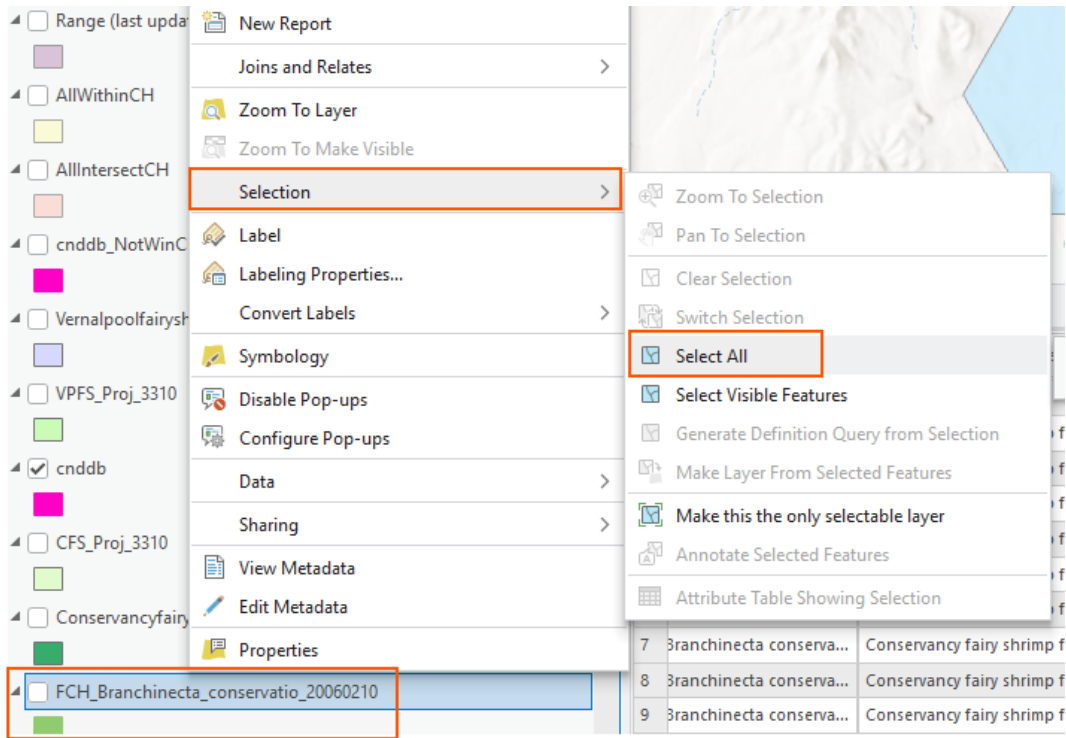 Range (last upda
AllWithinCH
AllIntersectCH
cnddb_NotWinC
Vernalpoolfairysh
VPFS_Proj_3310
cnddb
CFS_Proj_3310
Conservancyfairy
FCH_Branchinecta_conservatio_20060210
New Report
Joins and Relates
Zoom To Layer
Zoom To Make Visible
Selection
Label
Labeling Properties...
Convert Labels
Symbology
Disable Pop-ups
Configure Pop-ups
Data
Sharing
View Metadata
Edit Metadata
Properties
Zoom To Selection
Pan To Selection
Clear Selection
Switch Selection
Select All
Select Visible Features
Generate Definition Query from Selection
Make Layer From Selected Features
Make this the only selectable layer
Annotate Selected Features
Attribute Table Showing Selection
7 Branchinecta conserva... Conservancy fairy shrimp f
8 Branchinecta conserva... Conservancy fairy shrimp f
9 Branchinecta conserva... Conservancy fairy shrimp f